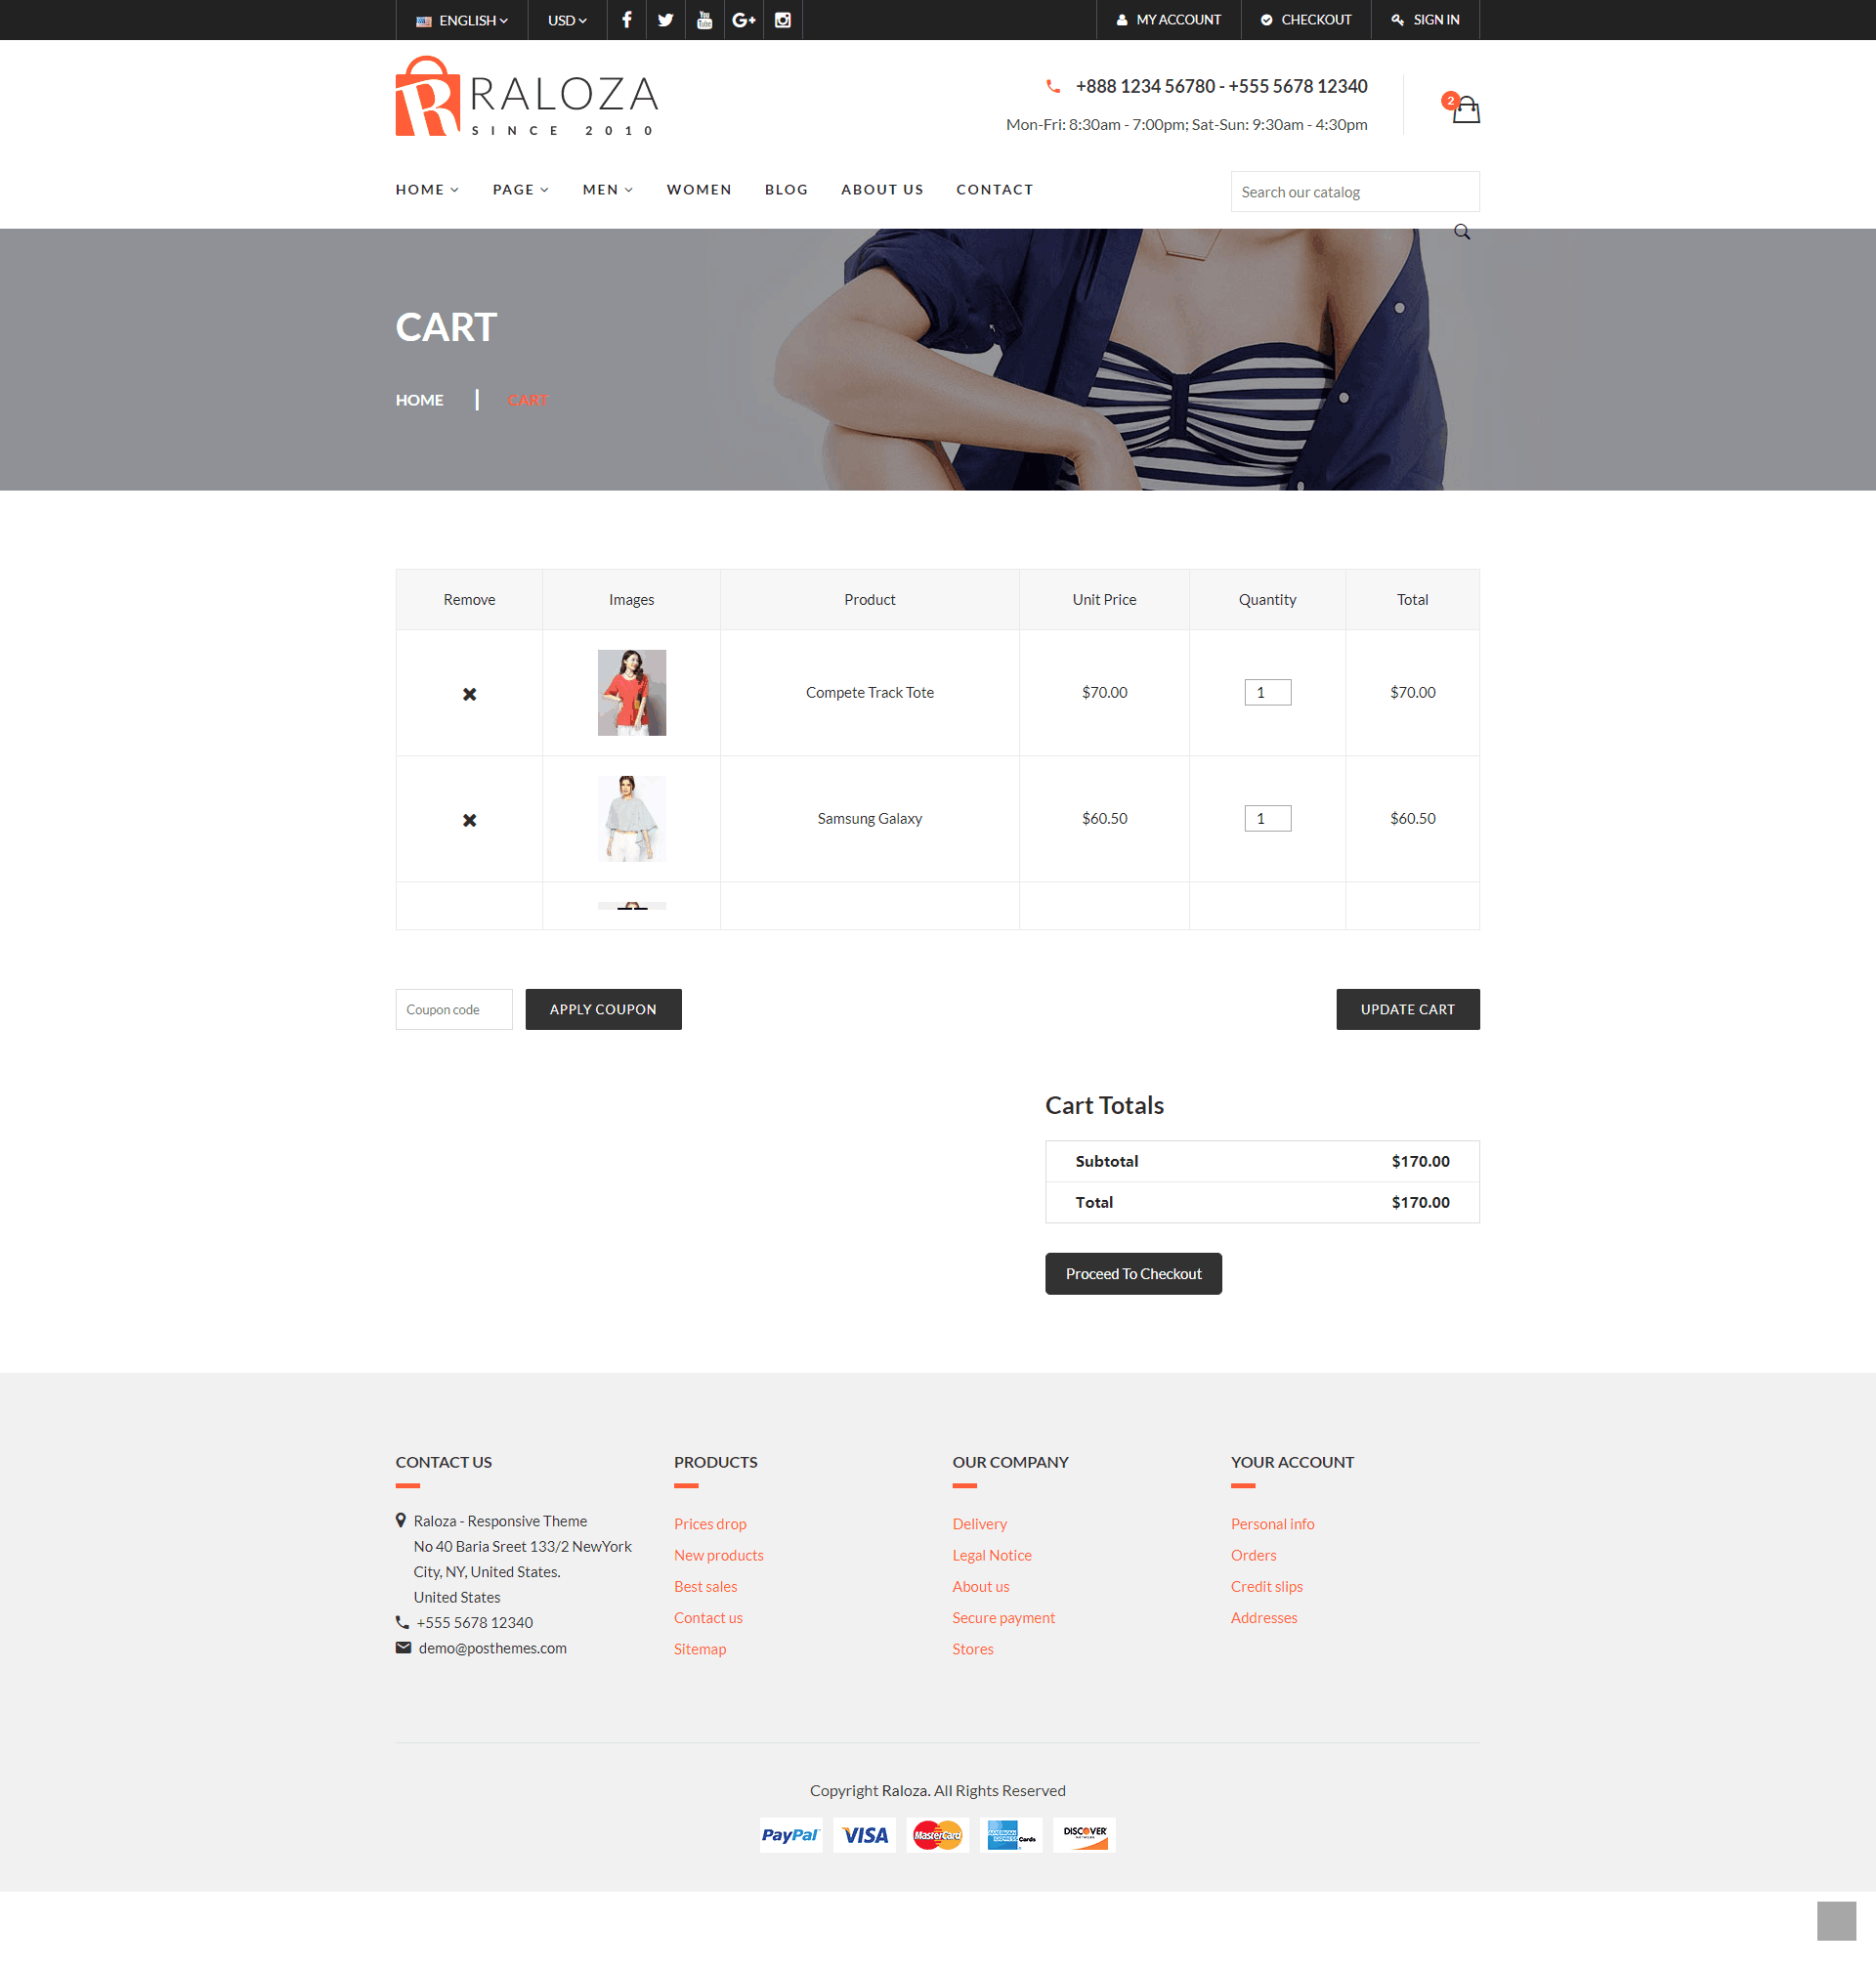 ENGLISH
USD
You Tube
G+
MY ACCOUNT
CHECKOUT
SIGN IN
R RALOZA
SINCE 2010
+888 1234 56780 - +555 5678 12340
Mon-Fri: 8:30am - 7:00pm; Sat-Sun: 9:30am - 4:30pm
2
HOME
PAGE
MEN
WOMEN
BLOG
ABOUT US
CONTACT
Search our catalog
CART
HOME
CART
Remove
Images
Product
Unit Price
Quantity
Total
Compete Track Tote
$70.00
1
$70.00
Samsung Galaxy
$60.50
1
$60.50
Coupon code
APPLY COUPON
UPDATE CART
Cart Totals
Subtotal
$170.00
Total
$170.00
Proceed To Checkout
CONTACT US
Raloza - Responsive Theme
No 40 Baria Sreet 133/2 NewYork
City, NY, United States.
United States
+555 5678 12340
demo@posthemes.com
PRODUCTS
Prices drop
New products
Best sales
Contact us
Sitemap
OUR COMPANY
Delivery
Legal Notice
About us
Secure payment
Stores
YOUR ACCOUNT
Personal info
Orders
Credit slips
Addresses
Copyright Raloza. All Rights Reserved
PayPal
VISA
MasterCard
AMERICAN EXPRESS Cards
DISCOVER NETWORK